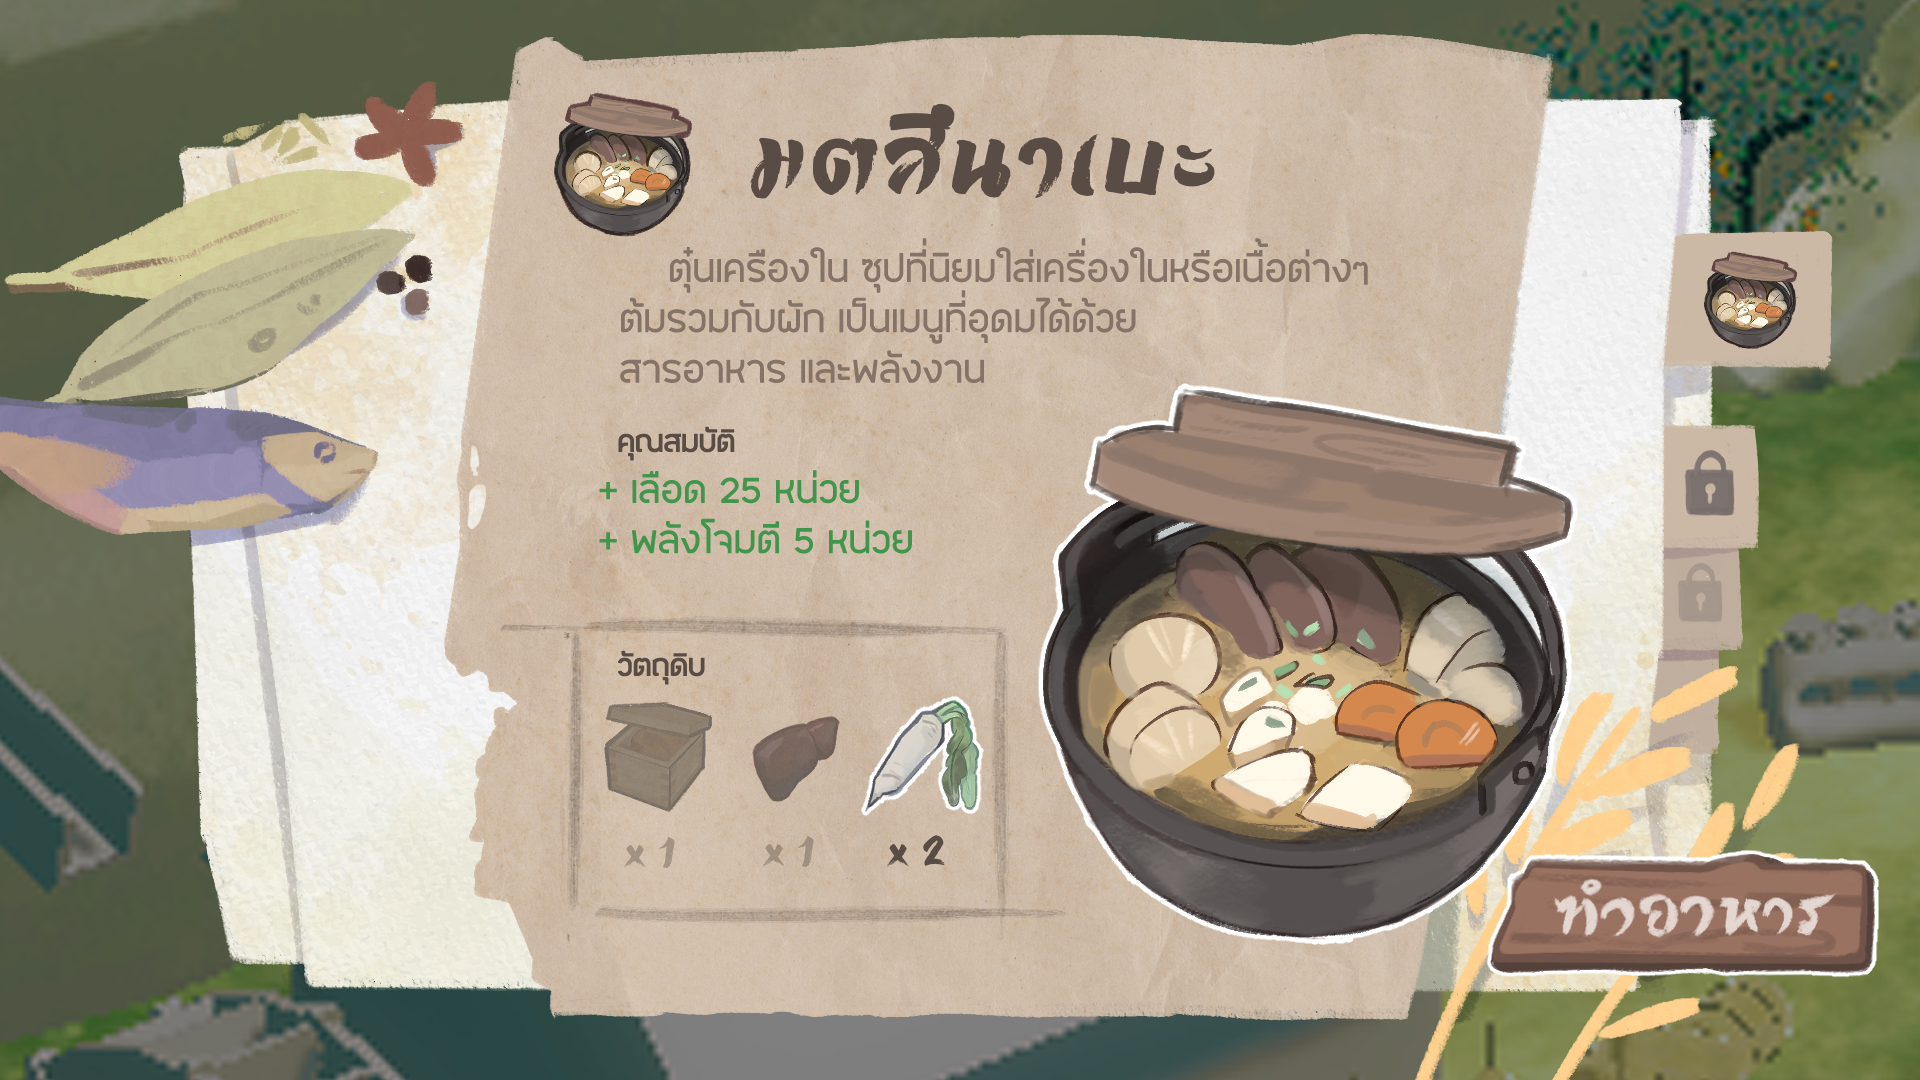 มตสึนาเบะ
ตุ๋นเครื่องใน ซุปที่นิยมใส่เครื่องในหรือเนื้อต่างๆ
ต้มรวมกับผัก เป็นเมนูที่อุดมได้ด้วย
สารอาหาร และพลังงาน
คุณสมบัติ
+ เลือด 25 หน่วย
+ พลังโจมตี 5 หน่วย
วัตถุดิบ
x 1 x 1 x 2
ทำอาหาร